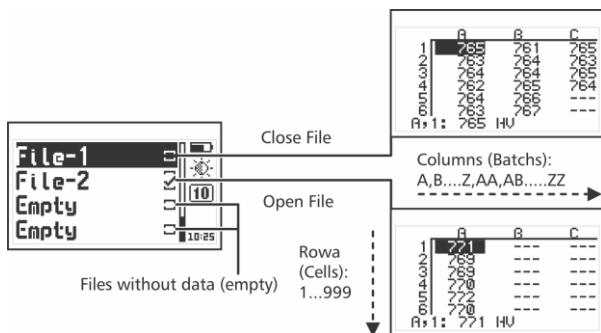 A B C
1 765 761 765
2 763 764 763
3 764 764 765
4 762 765 764
5 764 766 ---
6 763 767 ---
A,1: 765 HV
File-1
File-2
Empty
Empty
10
10:25
Close File
Open File
Files without data (empty)
Columns (Batchs):
A,B....Z,AA,AB.....ZZ
Rowa
(Cells):
1...999
A B C
1 771 --- ---
2 769 --- ---
3 769 --- ---
4 770 --- ---
5 772 --- ---
6 770 --- ---
A,1: 771 HV